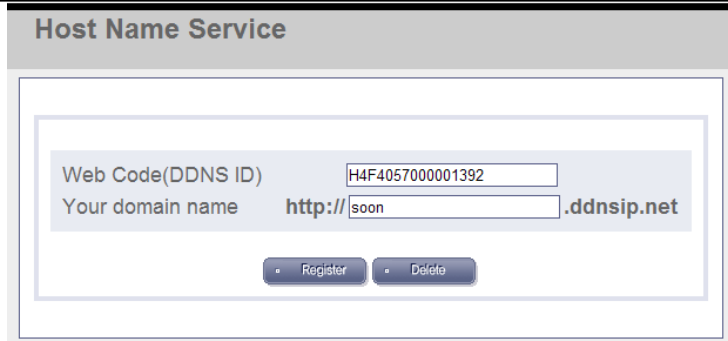 Host Name Service
Web Code(DDNS ID) H4F4057000001392
Your domain name http:// soon .ddnsip.net
Register Delete